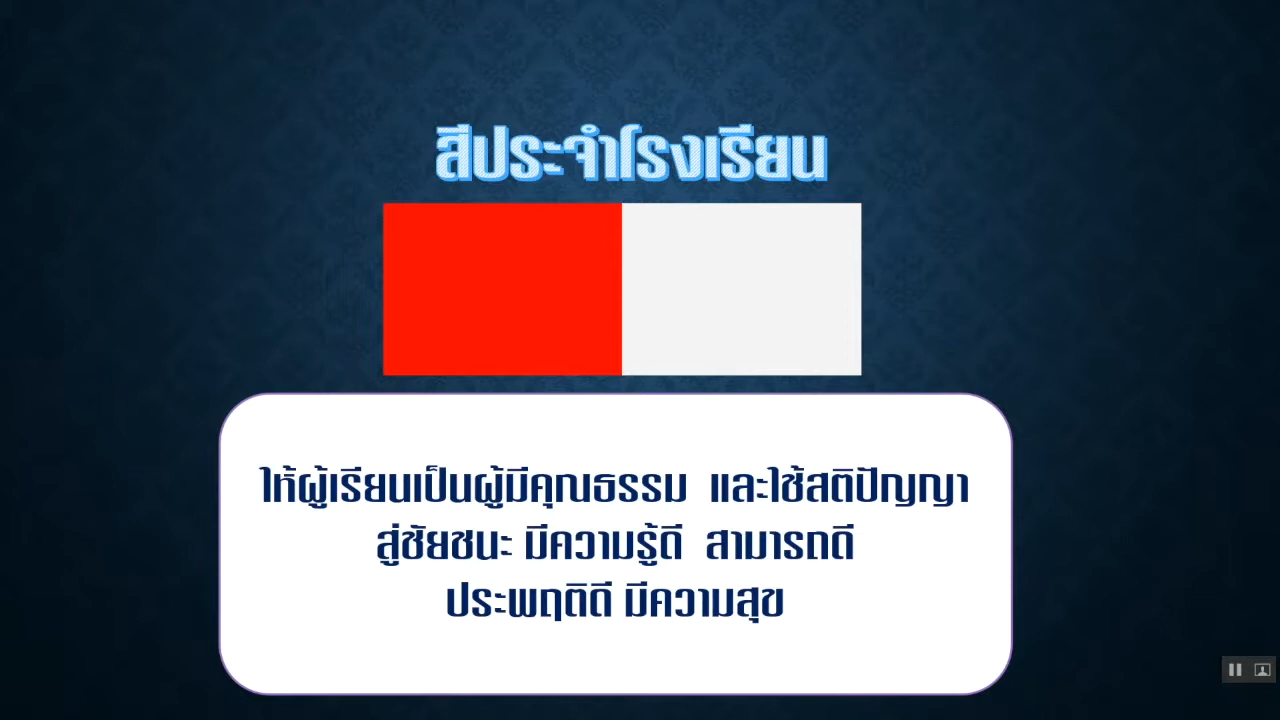 สีประจำโรงเรียน
ให้ผู้เรียนเป็นผู้มีคุณธรรม และใช้สติปัญญา
สู่ชัยชนะ มีความรู้ดี สามารถดี
ประพฤติดี มีความสุข